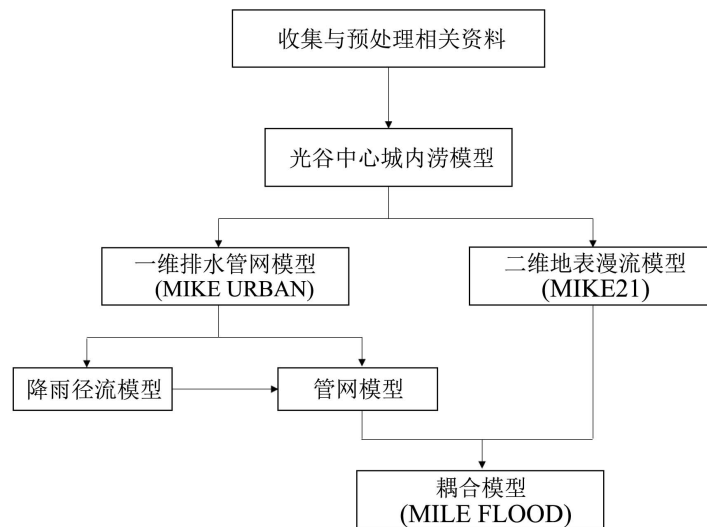 收集与预处理相关资料
光谷中心城内涝模型
一维排水管网模型
(MIKE URBAN)
二维地表漫流模型
(MIKE21)
降雨径流模型
管网模型
耦合模型
(MILE FLOOD)